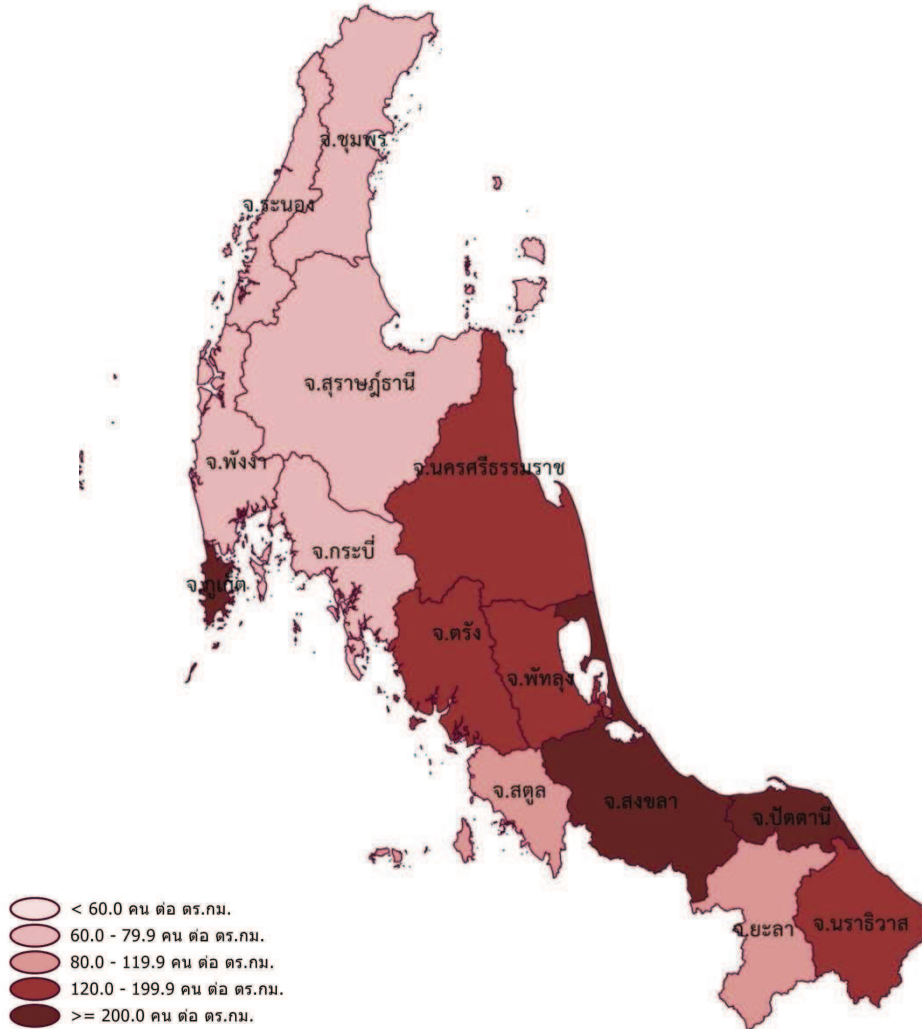 จ.ชุมพร
จ.ระนอง
จ.สุราษฎ์ธานี
จ.พังงา
จ.นครศรีธรรมราช
จ.กระบี่
จ.ภูเก็ต
จ.ตรัง
จ.พัทลุง
จ.สตูล
จ.สงขลา
จ.ปัตตานี
จ.ยะลา
จ.นราธิวาส
< 60.0 คน ต่อ ตร.กม.
60.0 - 79.9 คน ต่อ ตร.กม.
80.0 - 119.9 คน ต่อ ตร.กม.
120.0 - 199.9 คน ต่อ ตร.กม.
>= 200.0 คน ต่อ ตร.กม.